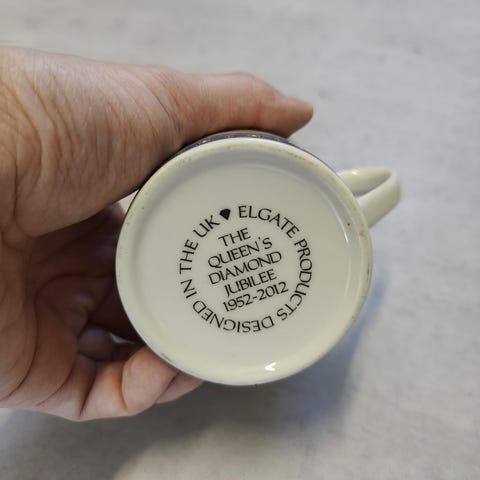 ELGATE PRODUCTS DESIGNED IN THE UK
THE
QUEEN'S
DIAMOND
JUBILEE
1952-2012